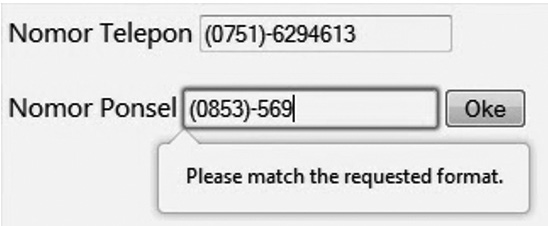 Nomor Telepon (0751)-6294613
Nomor Ponsel (0853)-569 Oke
Please match the requested format.